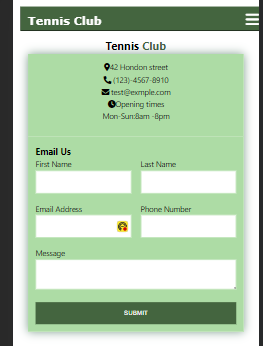 Tennis Club
Tennis Club
42 Hondon street
(123)-4567-8910
test@exmple.com
Opening times
Mon-Sun:8am -8pm
Email Us
First Name Last Name
Email Address Phone Number
Message
SUBMIT